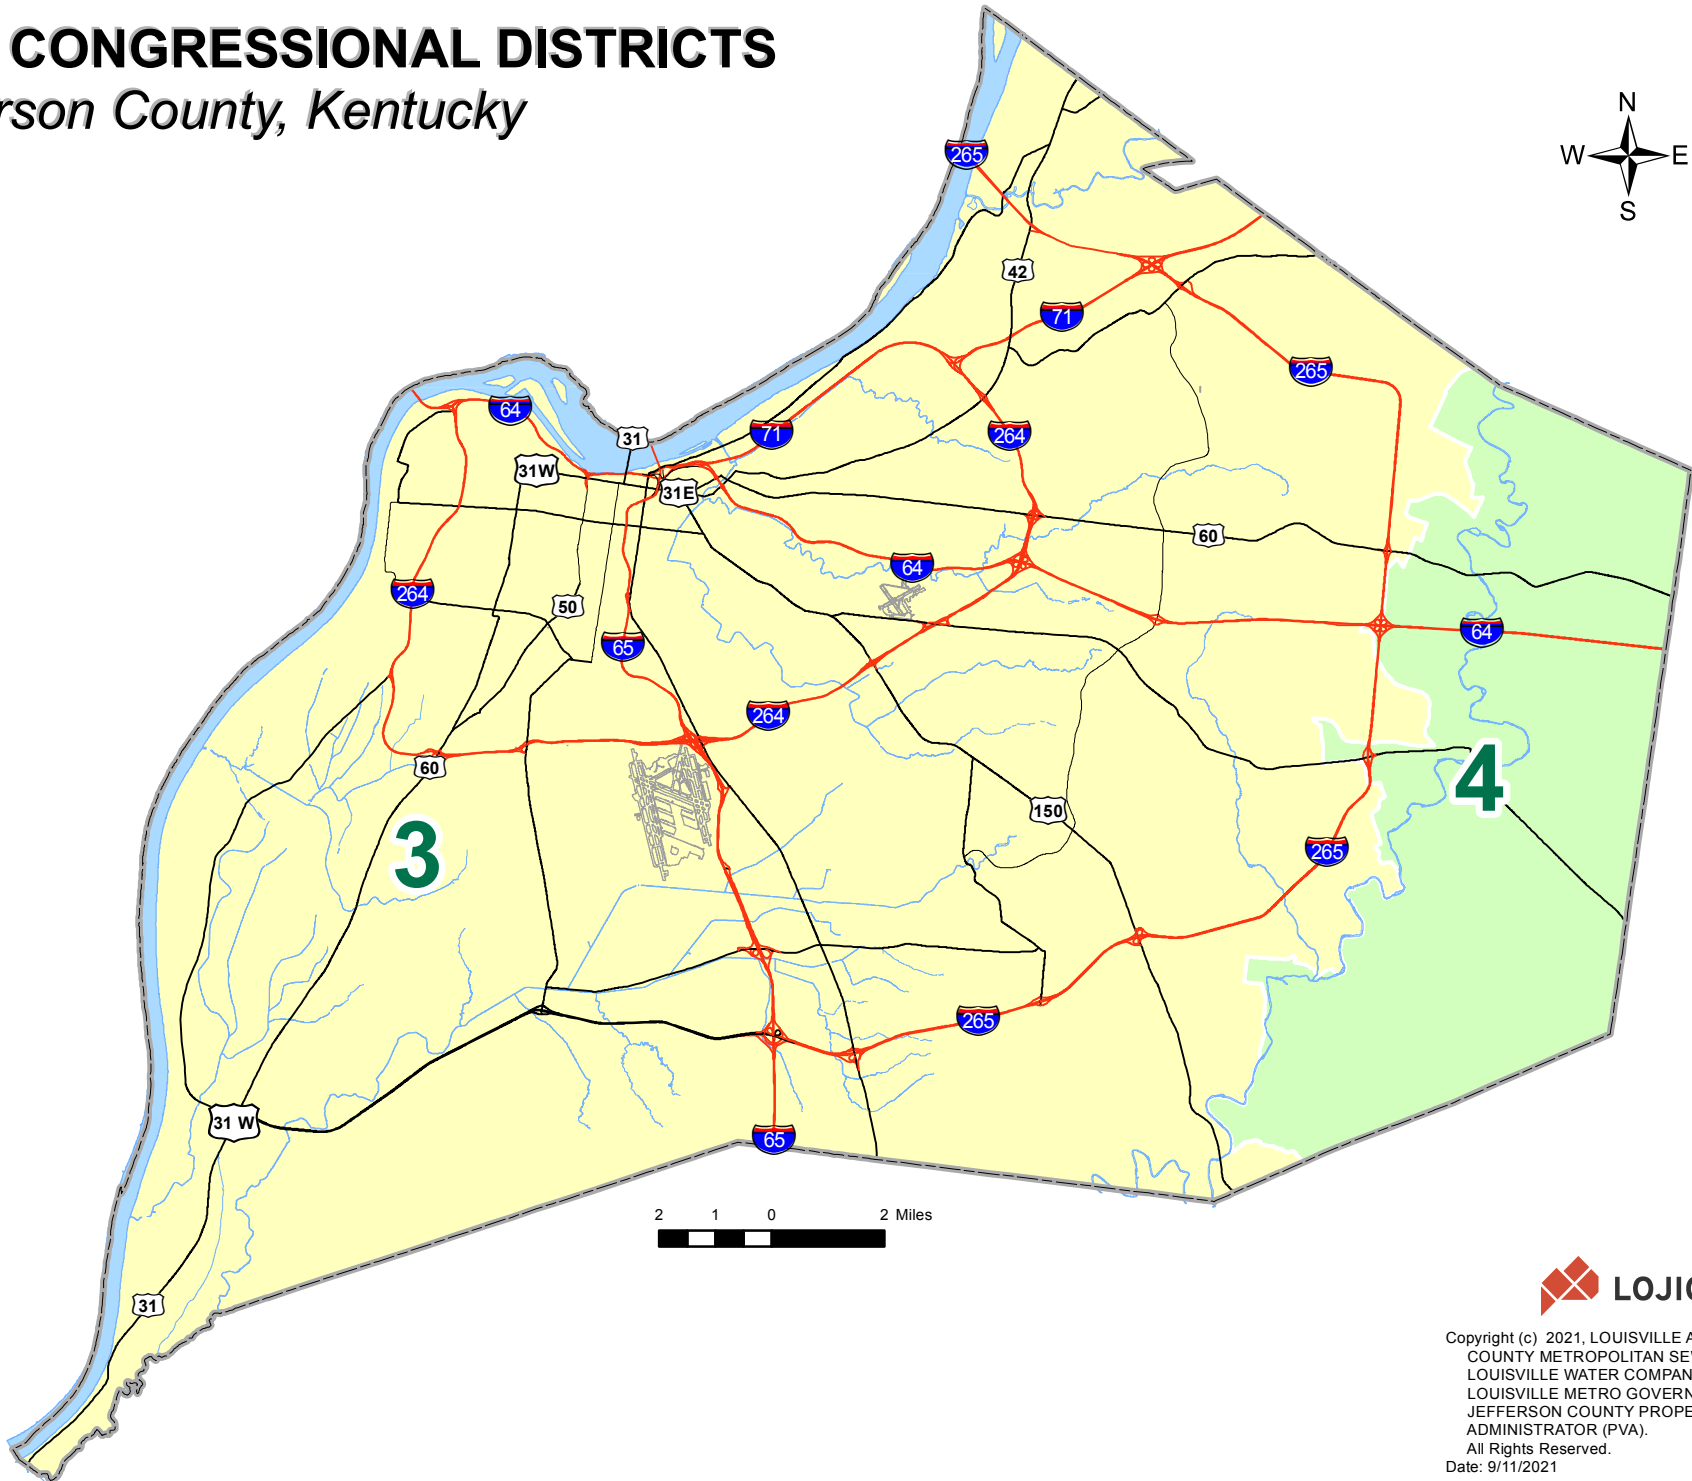 CONGRESSIONAL DISTRICTS
rson County, Kentucky
N
W E
S
265
42
71
265
64
31
71
264
31W
31E
60
64
264
50
65
64
264
60
4
150
3
265
265
31 W
65
2 1 0 2 Miles
31
LOJIC
Copyright (c) 2021, LOUISVILLE A
COUNTY METROPOLITAN SE
LOUISVILLE WATER COMPAN
LOUISVILLE METRO GOVERN
JEFFERSON COUNTY PROPE
ADMINISTRATOR (PVA).
All Rights Reserved.
Date: 9/11/2021